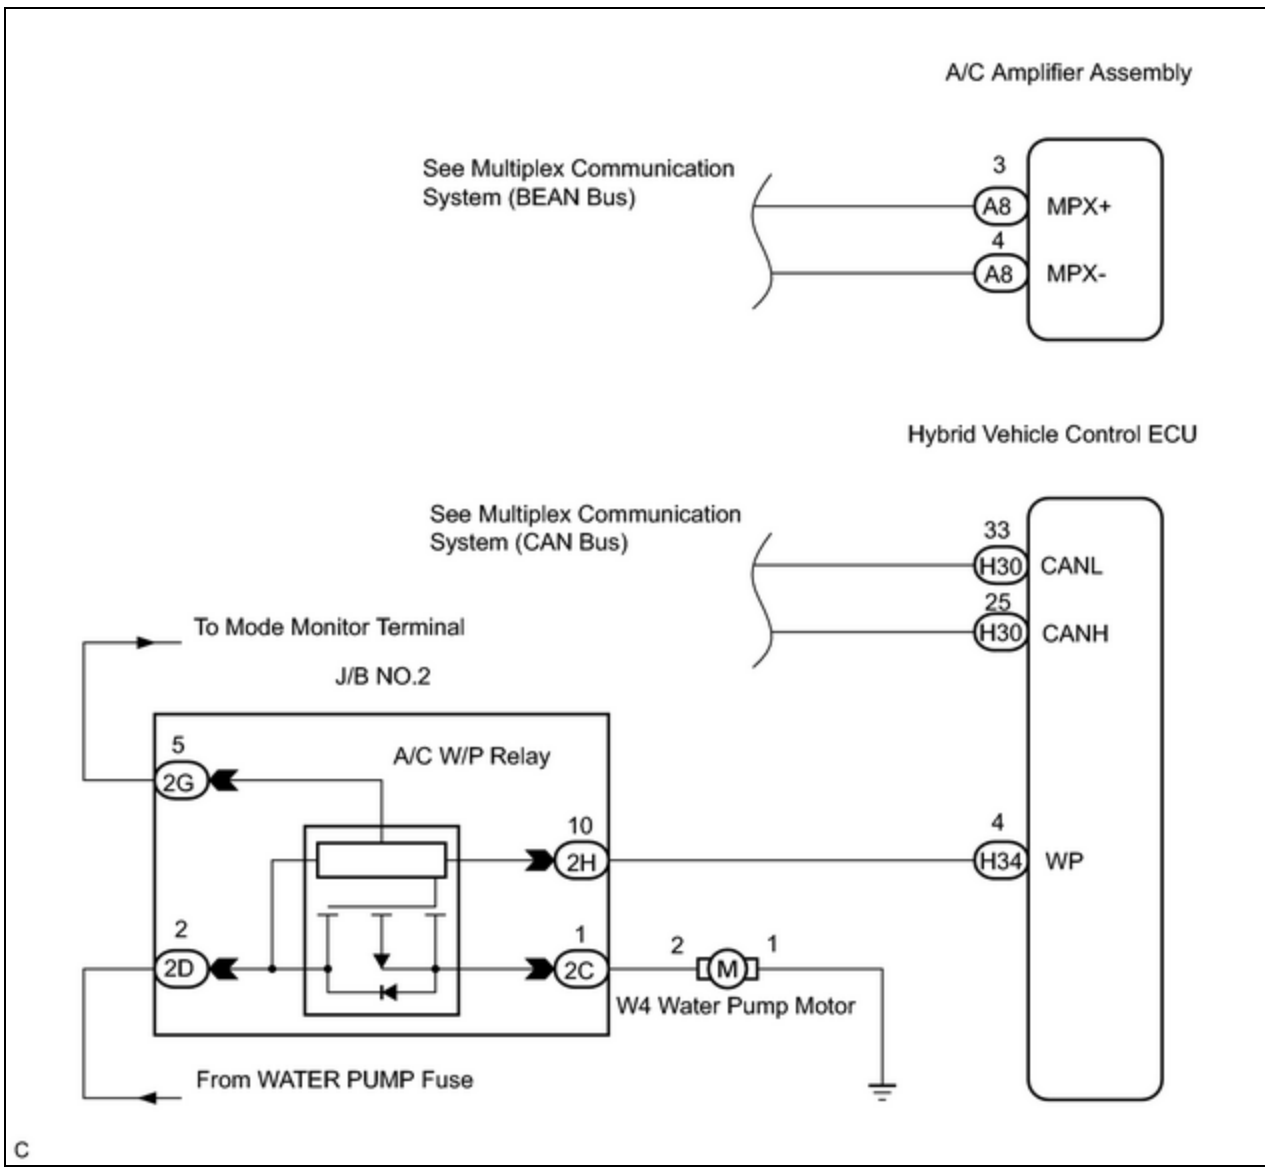 A/C Amplifier Assembly
See Multiplex Communication
System (BEAN Bus)
3
A8
MPX+
4
A8
MPX-
Hybrid Vehicle Control ECU
See Multiplex Communication
System (CAN Bus)
33
H30
CANL
25
H30
CANH
To Mode Monitor Terminal
J/B NO.2
5
2G
A/C W/P Relay
10
2H
4
H34
WP
2
2D
1
2C
2
M
1
W4 Water Pump Motor
From WATER PUMP Fuse
C